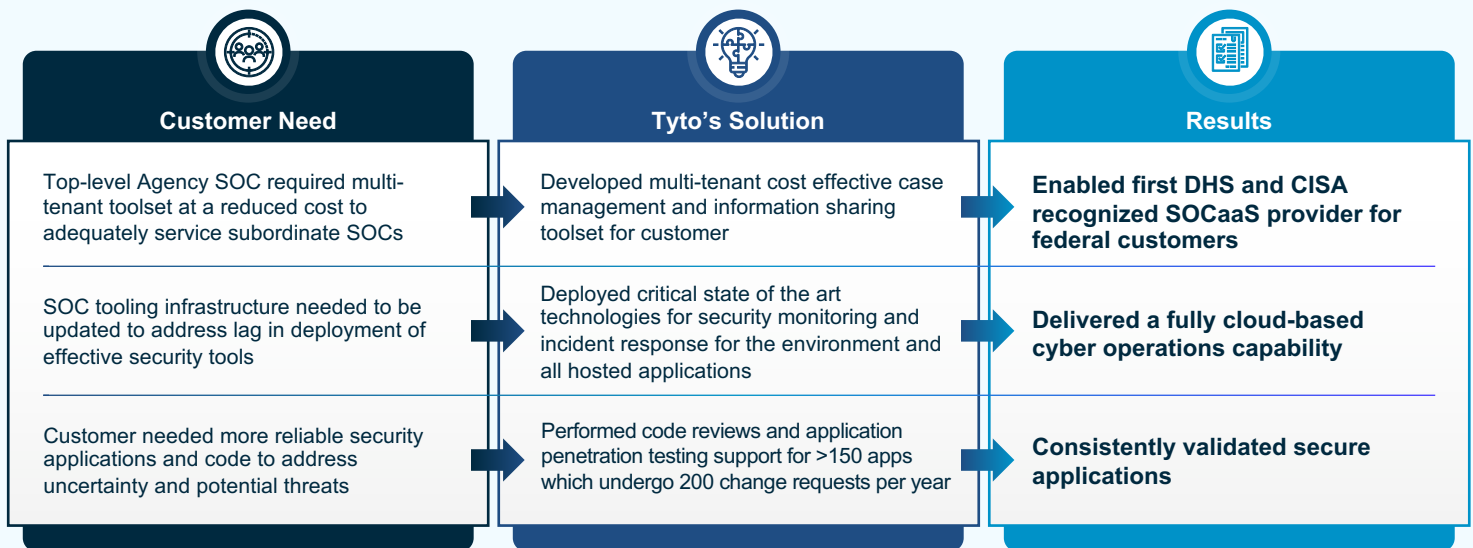 Customer Need
Tyto’s Solution
Results
Top-level Agency SOC required multi-
tenant toolset at a reduced cost to
adequately service subordinate SOCs
Developed multi-tenant cost effective case
management and information sharing
toolset for customer
Enabled first DHS and CISA
recognized SOCaaS provider for
federal customers
SOC tooling infrastructure needed to be
updated to address lag in deployment of
effective security tools
Deployed critical state of the art
technologies for security monitoring and
incident response for the environment and
all hosted applications
Delivered a fully cloud-based
cyber operations capability
Customer needed more reliable security
applications and code to address
uncertainty and potential threats
Performed code reviews and application
penetration testing support for >150 apps
which undergo 200 change requests per year
Consistently validated secure
applications